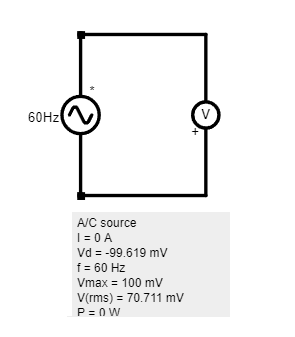 *
60Hz
V
+
A/C source
I = 0 A
Vd = -99.619 mV
f = 60 Hz
Vmax = 100 mV
V(rms) = 70.711 mV
P = 0 W